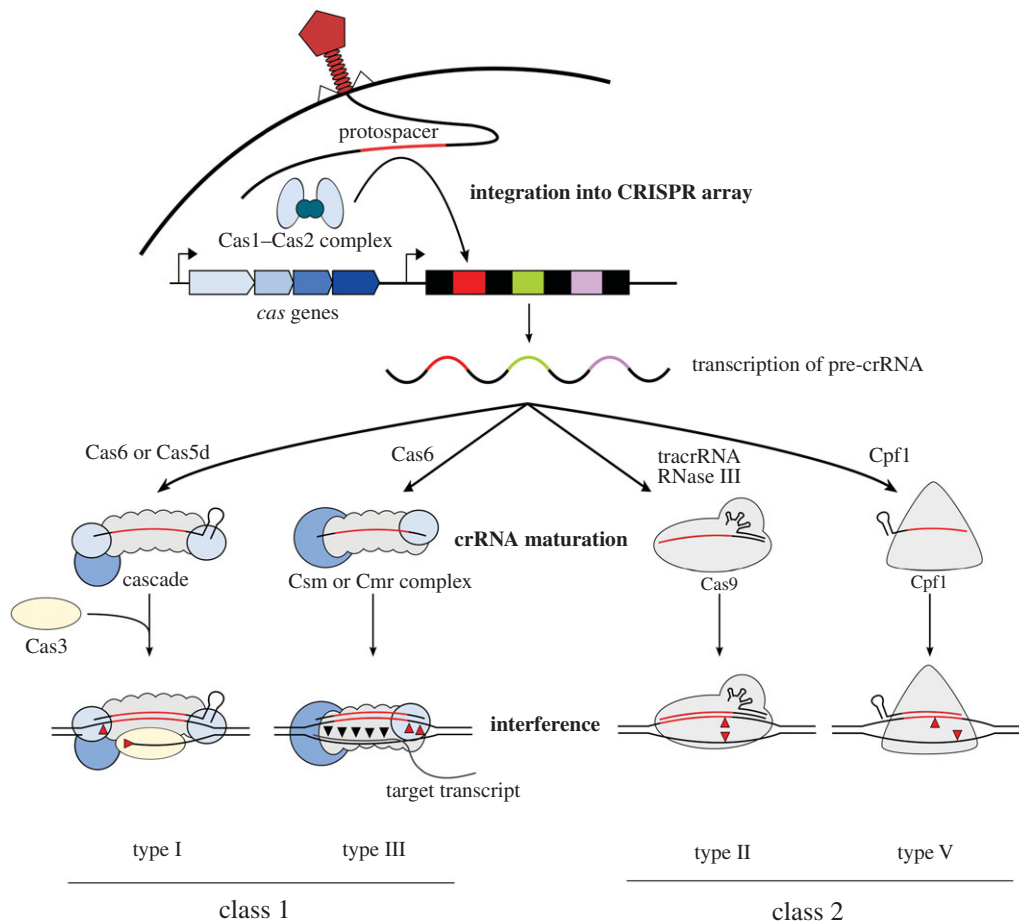 protospacer
integration into CRISPR array
Cas1–Cas2 complex
cas genes
transcription of pre-crRNA
Cas6 or Cas5d
Cas6
tracrRNA
RNase III
Cpf1
crRNA maturation
cascade
Csm or Cmr complex
Cas9
Cpf1
Cas3
interference
target transcript
type I
type III
type II
type V
class 1
class 2